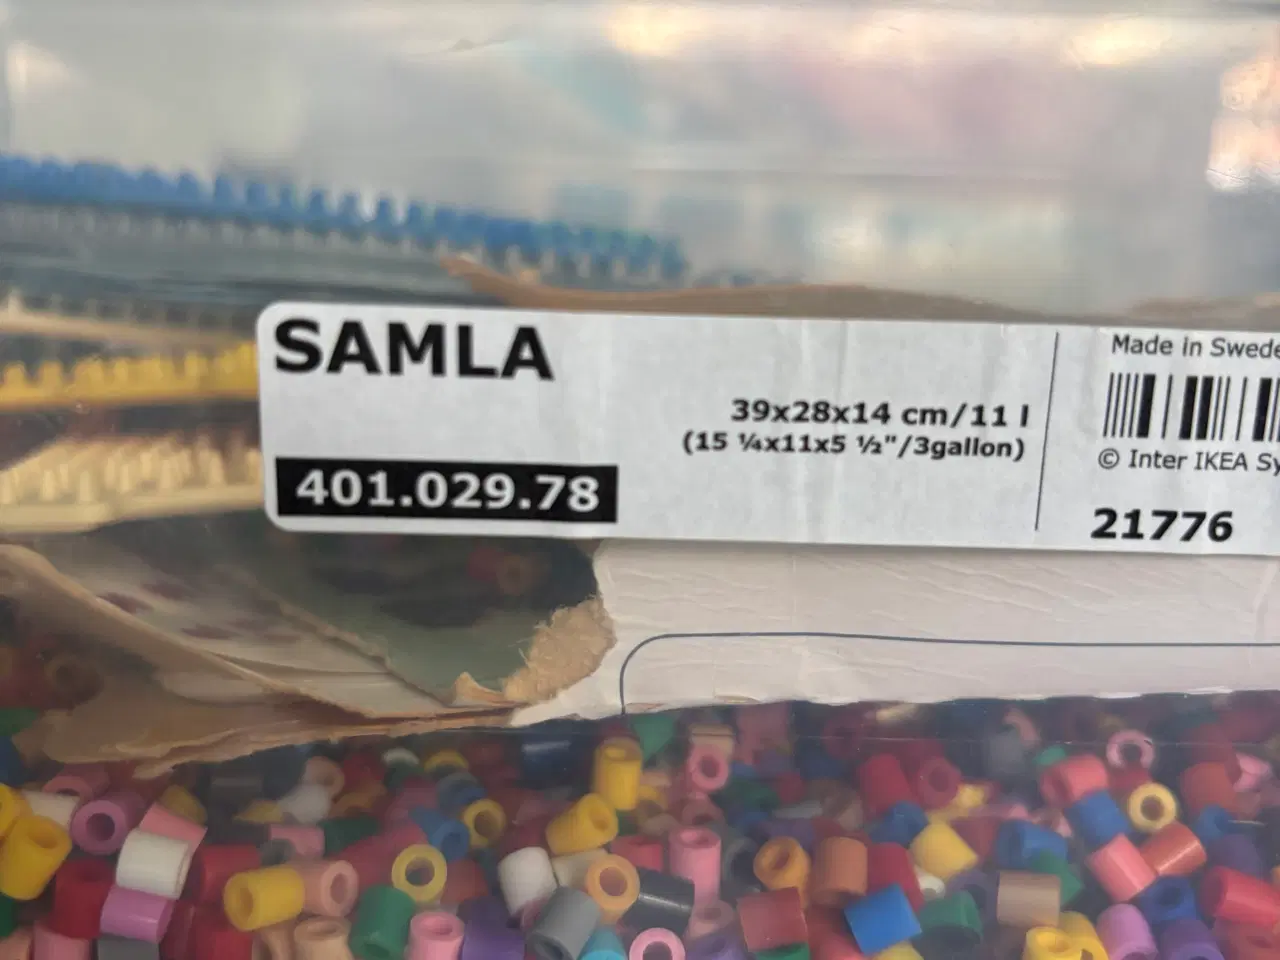 SAMLA
39x28x14 cm/11 l
(15 ¼x11x5 ½"/3gallon)
401.029.78
Made in Swede
© Inter IKEA Sy
21776